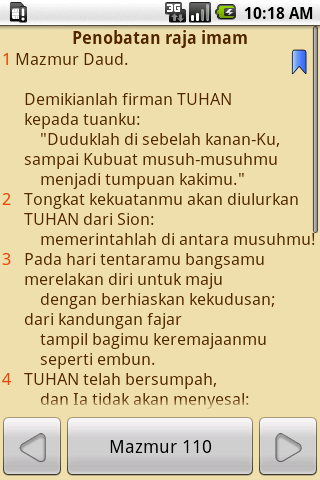 3G
10:18 AM
Penobatan raja imam
1 Mazmur Daud.
Demikianlah firman TUHAN
kepada tuanku:
"Duduklah di sebelah kanan-Ku,
sampai Kubuat musuh-musuhmu
menjadi tumpuan kakimu."
2 Tongkat kekuatanmu akan diulurkan
TUHAN dari Sion:
memerintahlah di antara musuhmu!
3 Pada hari tentaramu bangsamu
merelakan diri untuk maju
dengan berhiaskan kekudusan;
dari kandungan fajar
tampil bagimu keremajaanmu
seperti embun.
4 TUHAN telah bersumpah,
dan Ia tidak akan menyesal:
Mazmur 110